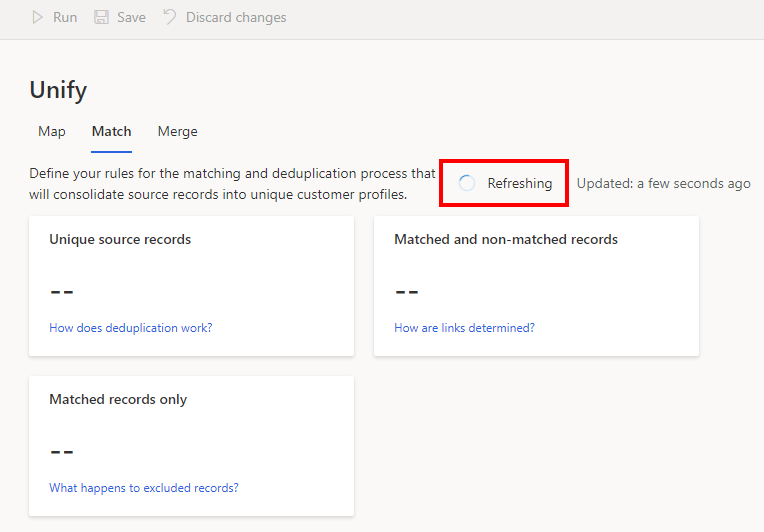 Run Save Discard changes
Unify
Map Match Merge
Define your rules for the matching and deduplication process that
will consolidate source records into unique customer profiles.
Refreshing Updated: a few seconds ago
Unique source records
--
How does deduplication work?
Matched and non-matched records
--
How are links determined?
Matched records only
--
What happens to excluded records?